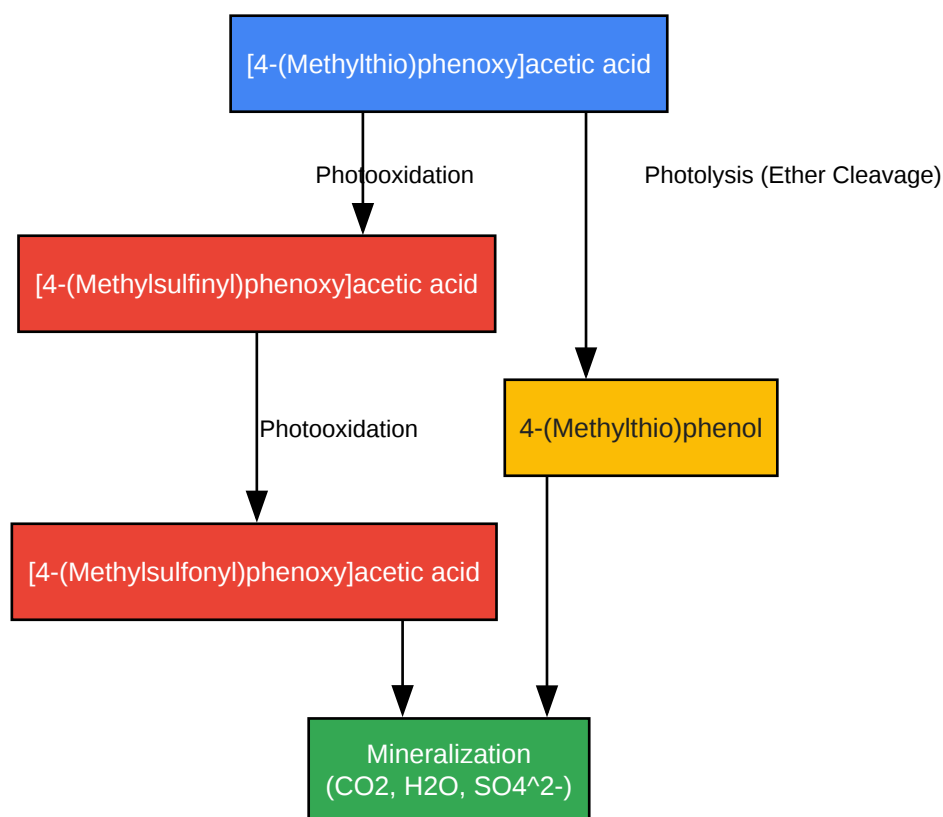 [4-(Methylthio)phenoxy]acetic acid
Photooxidation
Photolysis (Ether Cleavage)
[4-(Methylsulfinyl)phenoxy]acetic acid
Photooxidation
4-(Methylthio)phenol
[4-(Methylsulfonyl)phenoxy]acetic acid
Mineralization
(CO2, H2O, SO4^2-)